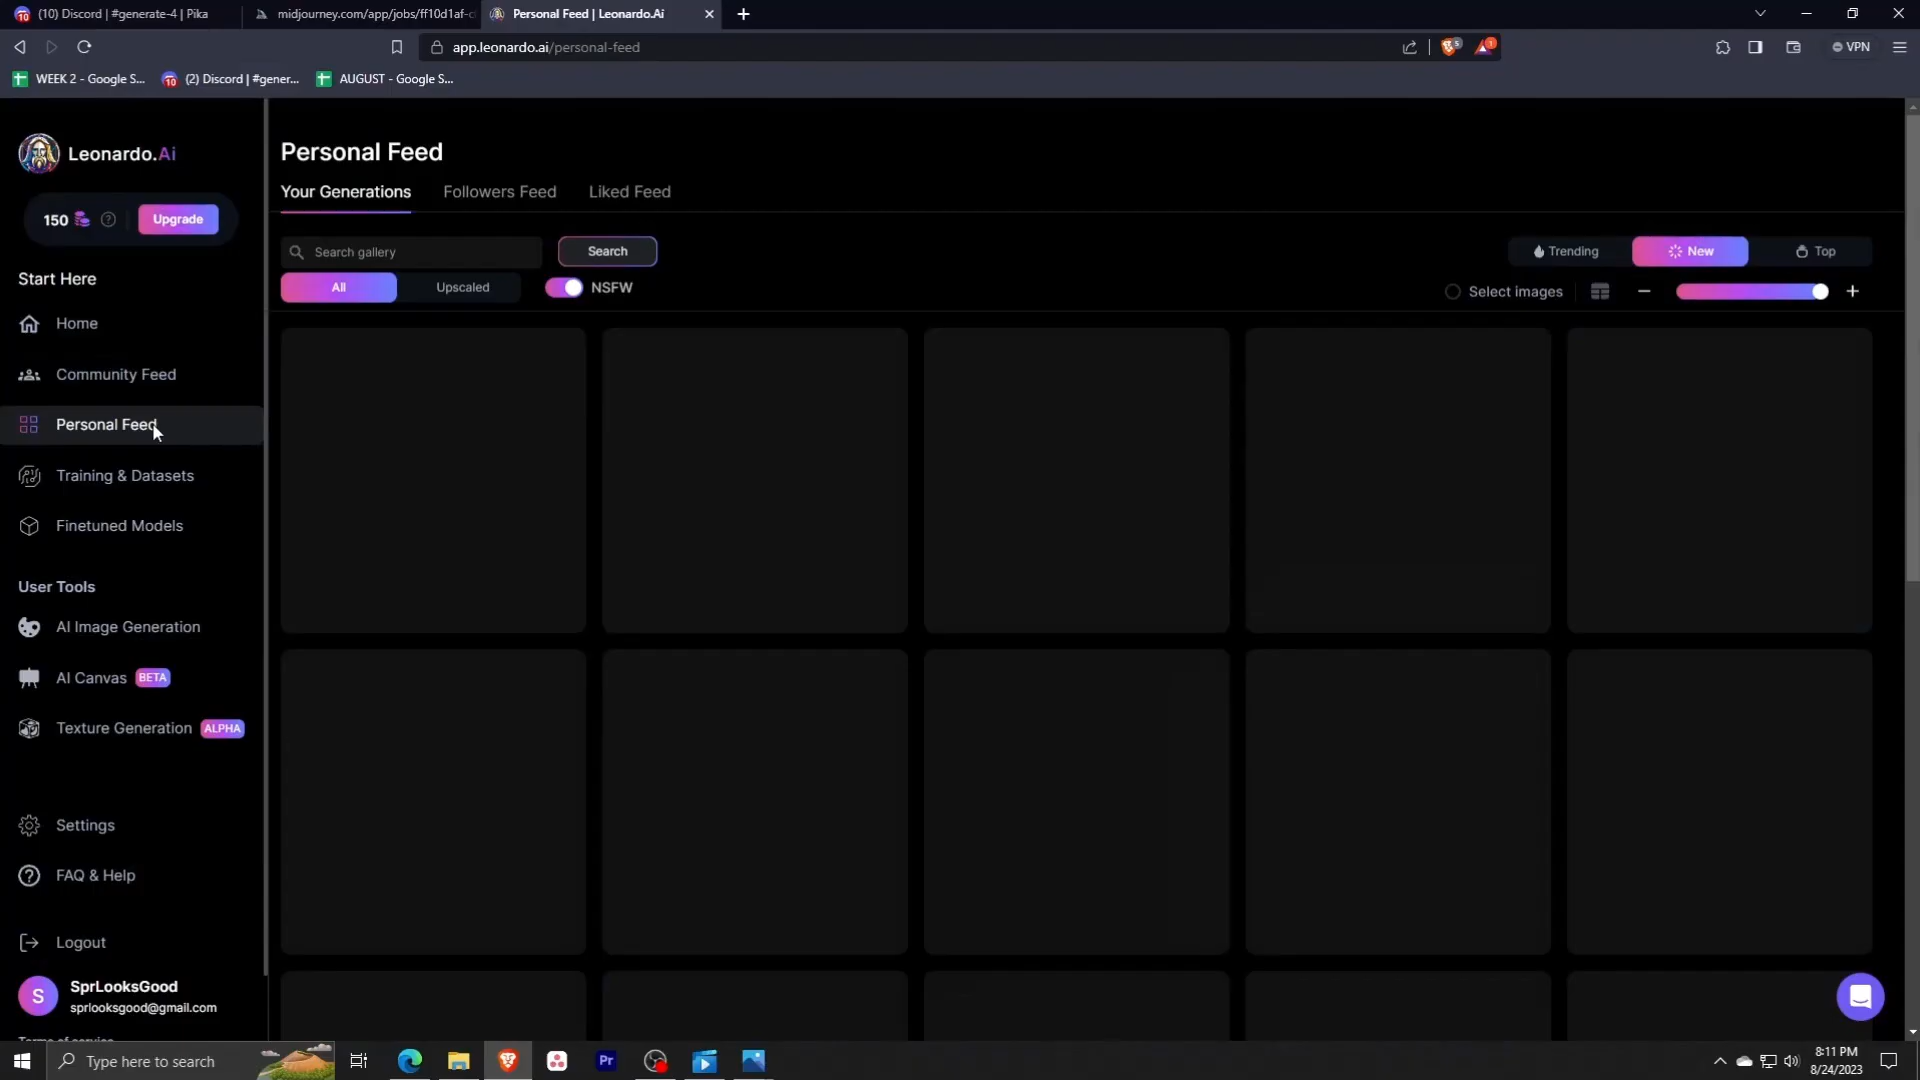 (10) Discord | #generate-4 | Pika
midjourney.com/app/jobs/ff10d1af-c
Personal Feed | Leonardo.Ai
app.leonardo.ai/personal-feed
VPN
WEEK 2 - Google S...
(2) Discord | #gener...
AUGUST - Google S...
Leonardo.Ai
150
Upgrade
Start Here
Home
Community Feed
Personal Feed
Training & Datasets
Finetuned Models
User Tools
AI Image Generation
AI Canvas BETA
Texture Generation ALPHA
Settings
FAQ & Help
Logout
S
SprLooksGood
sprlooksgood@gmail.com
Personal Feed
Your Generations
Followers Feed
Liked Feed
Search gallery
Search
Trending
New
Top
All
Upscaled
NSFW
Select images
Type here to search
Pr
8:11 PM
8/24/2023